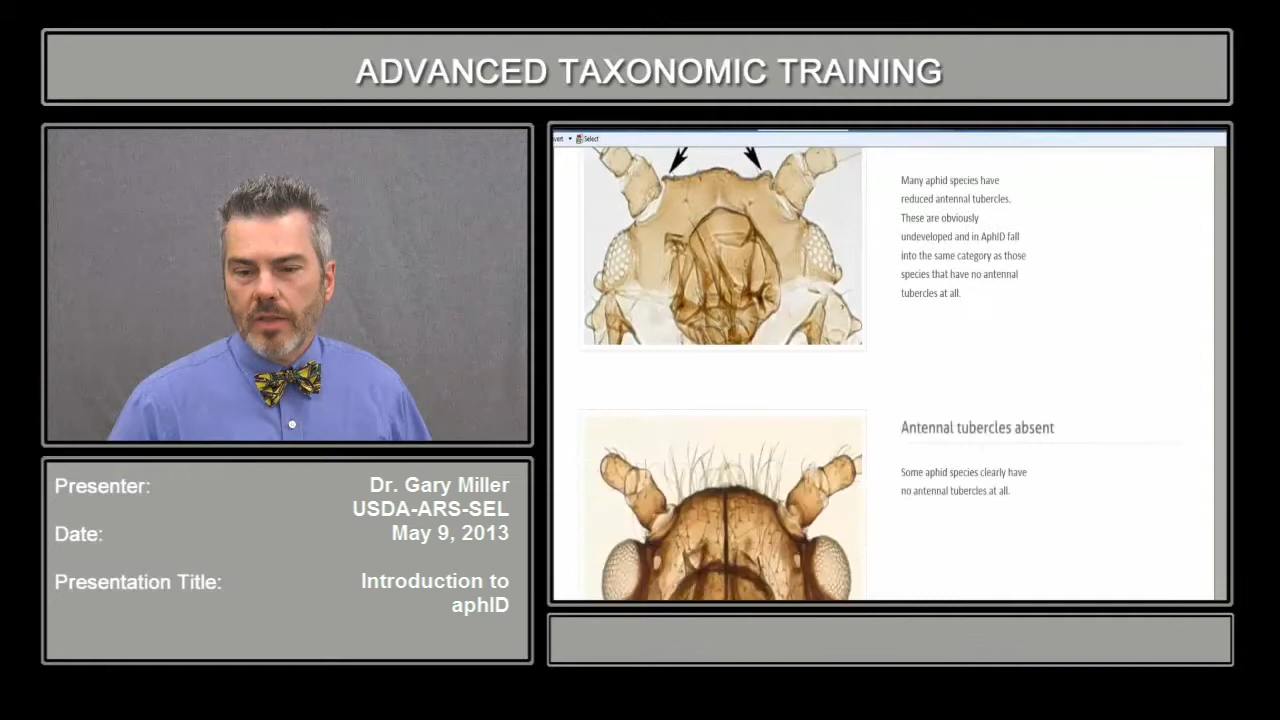 ADVANCED TAXONOMIC TRAINING
Select
Many aphid species have
reduced antennal tubercles.
These are obviously
undeveloped and in AphID fall
into the same category as those
species that have no antennal
tubercles at all.
Antennal tubercles absent
Some aphid species clearly have
no antennal tubercles at all.
Presenter: Dr. Gary Miller
USDA-ARS-SEL
Date: May 9, 2013
Presentation Title: Introduction to
aphID